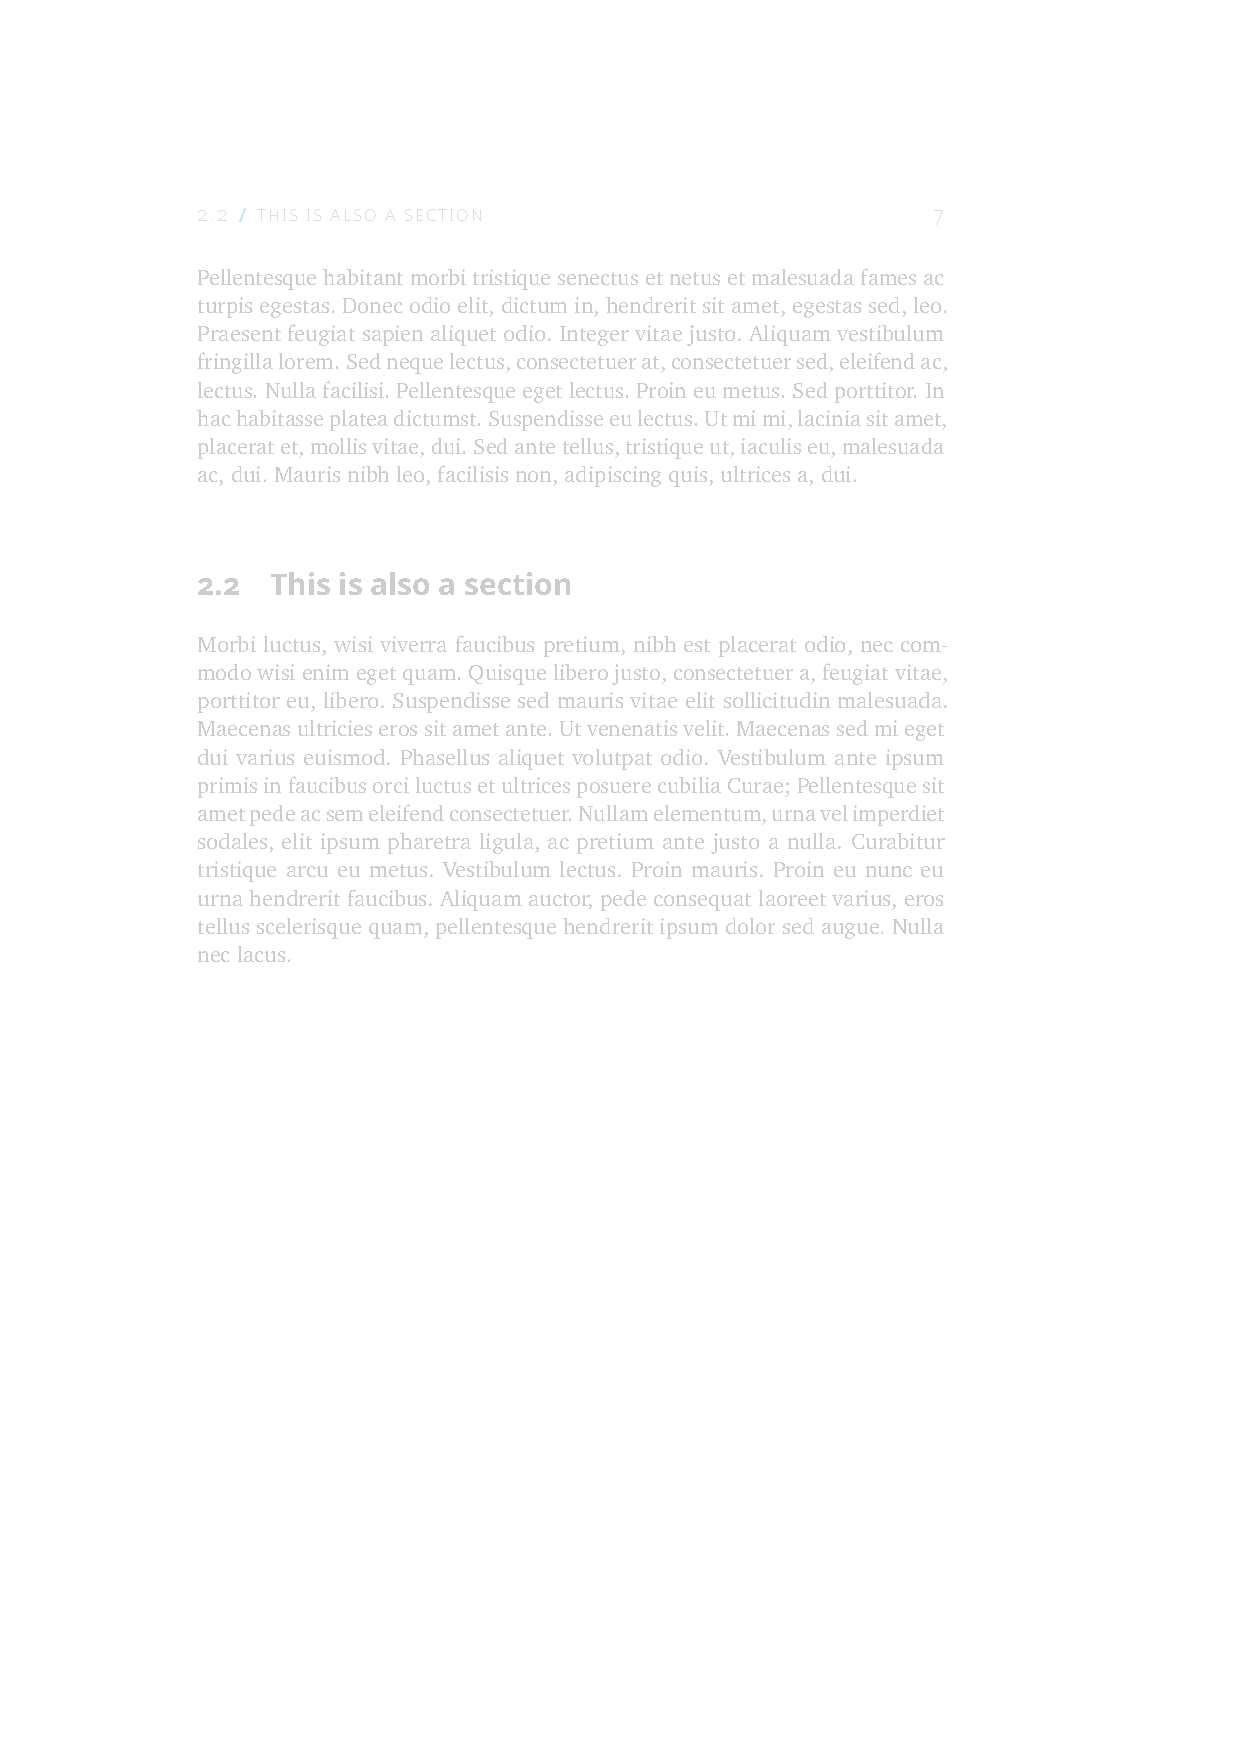 2.2 / THIS IS ALSO A SECTION 7
Pellentesque habitant morbi tristique senectus et netus et malesuada fames ac
turpis egestas. Donec odio elit, dictum in, hendrerit sit amet, egestas sed, leo.
Praesent feugiat sapien aliquet odio. Integer vitae justo. Aliquam vestibulum
fringilla lorem. Sed neque lectus, consectetuer at, consectetuer sed, eleifend ac,
lectus. Nulla facilisi. Pellentesque eget lectus. Proin eu metus. Sed porttitor. In
hac habitasse platea dictumst. Suspendisse eu lectus. Ut mi mi, lacinia sit amet,
placerat et, mollis vitae, dui. Sed ante tellus, tristique ut, iaculis eu, malesuada
ac, dui. Mauris nibh leo, facilisis non, adipiscing quis, ultrices a, dui.
2.2 This is also a section
Morbi luctus, wisi viverra faucibus pretium, nibh est placerat odio, nec com-
modo wisi enim eget quam. Quisque libero justo, consectetuer a, feugiat vitae,
porttitor eu, libero. Suspendisse sed mauris vitae elit sollicitudin malesuada.
Maecenas ultricies eros sit amet ante. Ut venenatis velit. Maecenas sed mi eget
dui varius euismod. Phasellus aliquet volutpat odio. Vestibulum ante ipsum
primis in faucibus orci luctus et ultrices posuere cubilia Curae; Pellentesque sit
amet pede ac sem eleifend consectetuer. Nullam elementum, urna vel imperdiet
sodales, elit ipsum pharetra ligula, ac pretium ante justo a nulla. Curabitur
tristique arcu eu metus. Vestibulum lectus. Proin mauris. Proin eu nunc eu
urna hendrerit faucibus. Aliquam auctor, pede consequat laoreet varius, eros
tellus scelerisque quam, pellentesque hendrerit ipsum dolor sed augue. Nulla
nec lacus.